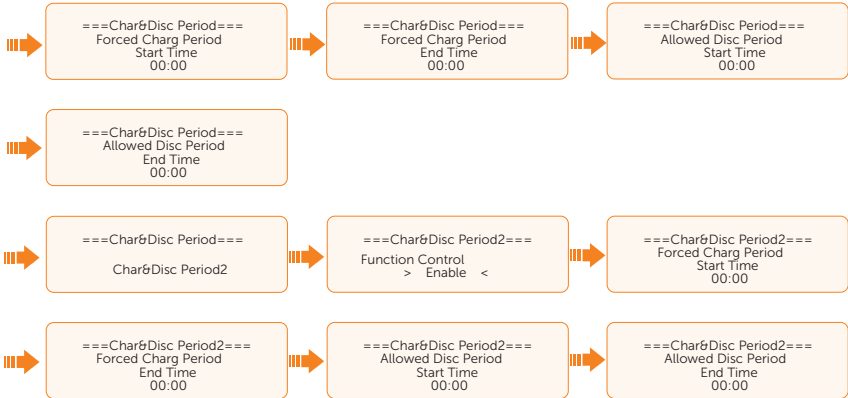 ===Char&Disc Period===
Forced Charg Period
Start Time
00:00
===Char&Disc Period===
Forced Charg Period
End Time
00:00
===Char&Disc Period===
Allowed Disc Period
Start Time
00:00
===Char&Disc Period===
Allowed Disc Period
End Time
00:00
===Char&Disc Period===
Char&Disc Period2
===Char&Disc Period2===
Function Control
> Enable <
===Char&Disc Period2===
Forced Charg Period
Start Time
00:00
===Char&Disc Period2===
Forced Charg Period
End Time
00:00
===Char&Disc Period2===
Allowed Disc Period
Start Time
00:00
===Char&Disc Period2===
Allowed Disc Period
End Time
00:00